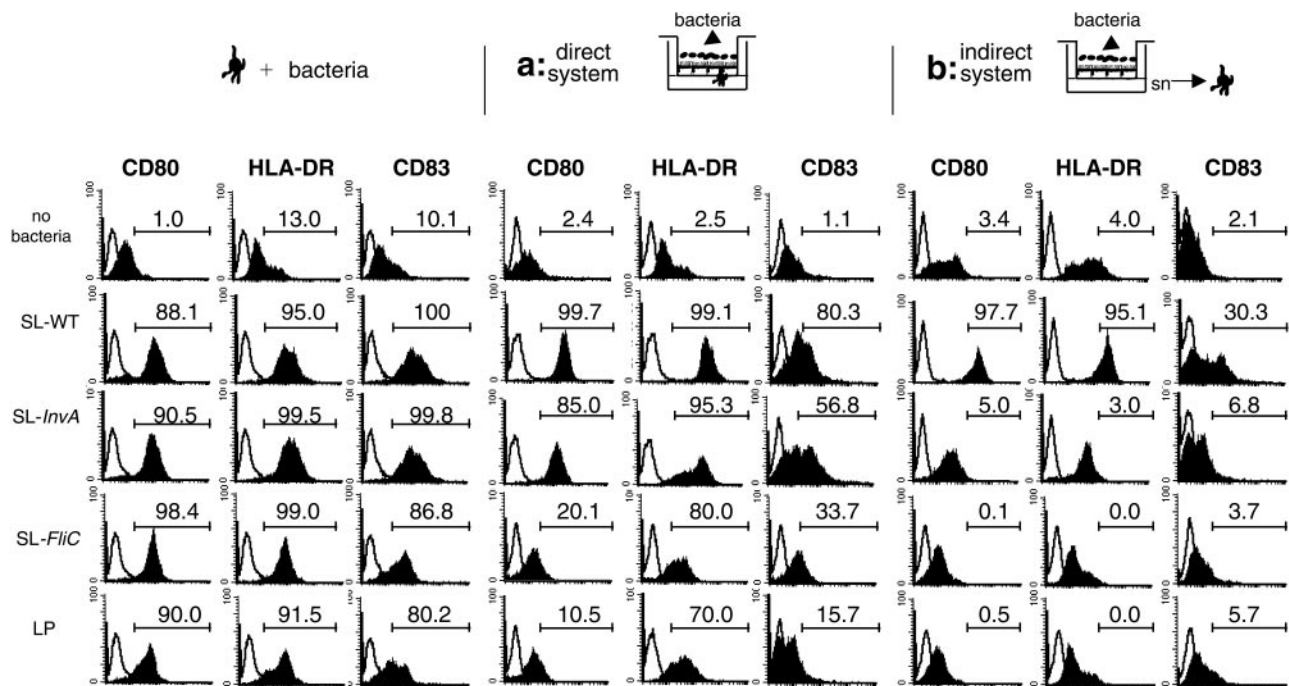 bacteria
bacteria
+ bacteria
a: direct system
b: indirect system
sn
CD80 HLA-DR CD83 CD80 HLA-DR CD83 CD80 HLA-DR CD83
no bacteria 1.0 13.0 10.1 2.4 2.5 1.1 3.4 4.0 2.1
SL-WT 88.1 95.0 100 99.7 99.1 80.3 97.7 95.1 30.3
SL-InvA 90.5 99.5 99.8 85.0 95.3 56.8 5.0 3.0 6.8
SL-FliC 98.4 99.0 86.8 20.1 80.0 33.7 0.1 0.0 3.7
LP 90.0 91.5 80.2 10.5 70.0 15.7 0.5 0.0 5.7